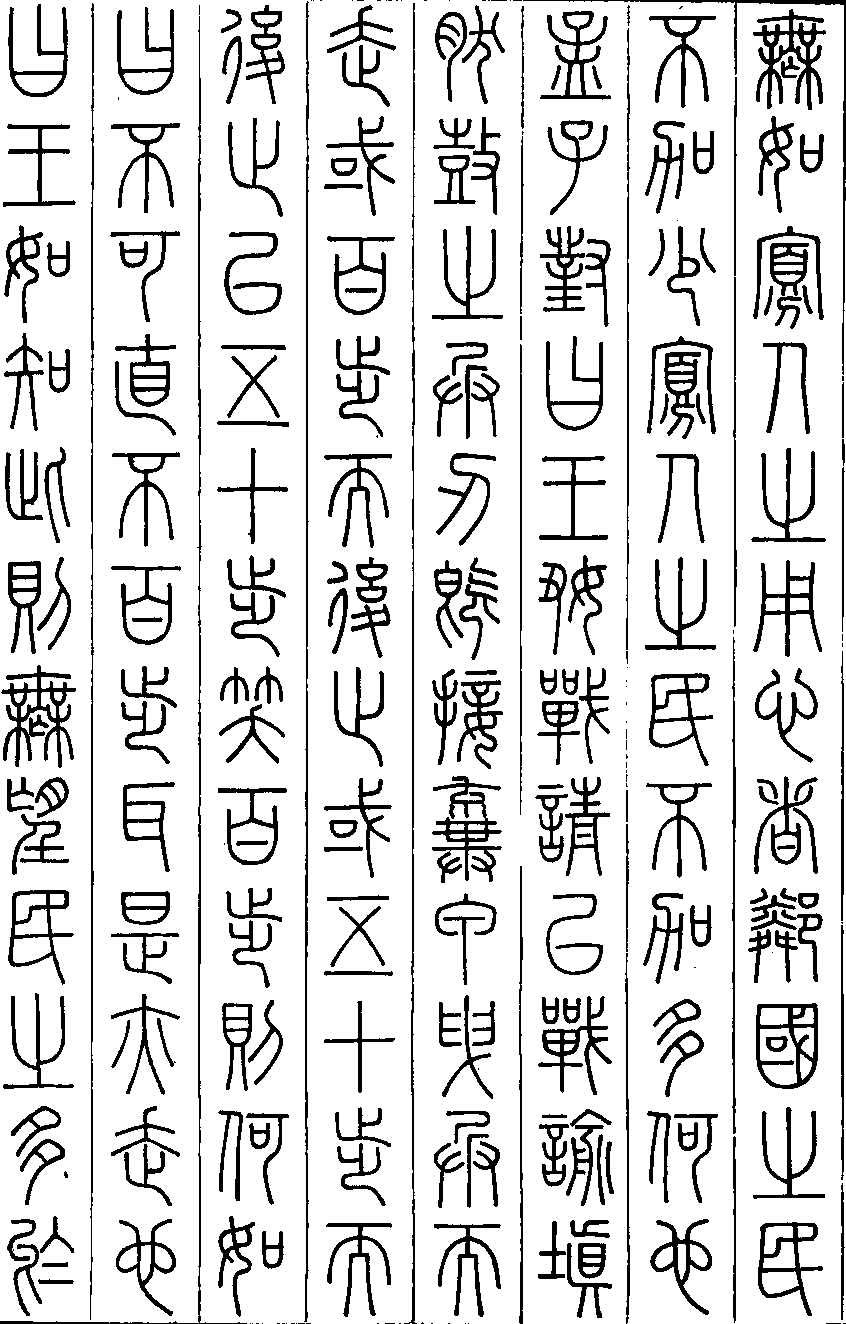 無如寡人之用心者鄰國之民
不加少寡人之民不加多何也
孟子對曰王好戰請以戰諭填
然鼓之兵刃既接棄甲曳兵而
走或百步而後止或五十步而
後止以五十步笑百步則何如
曰不可直不百步耳是亦走也
曰王如知此則無望民之多於